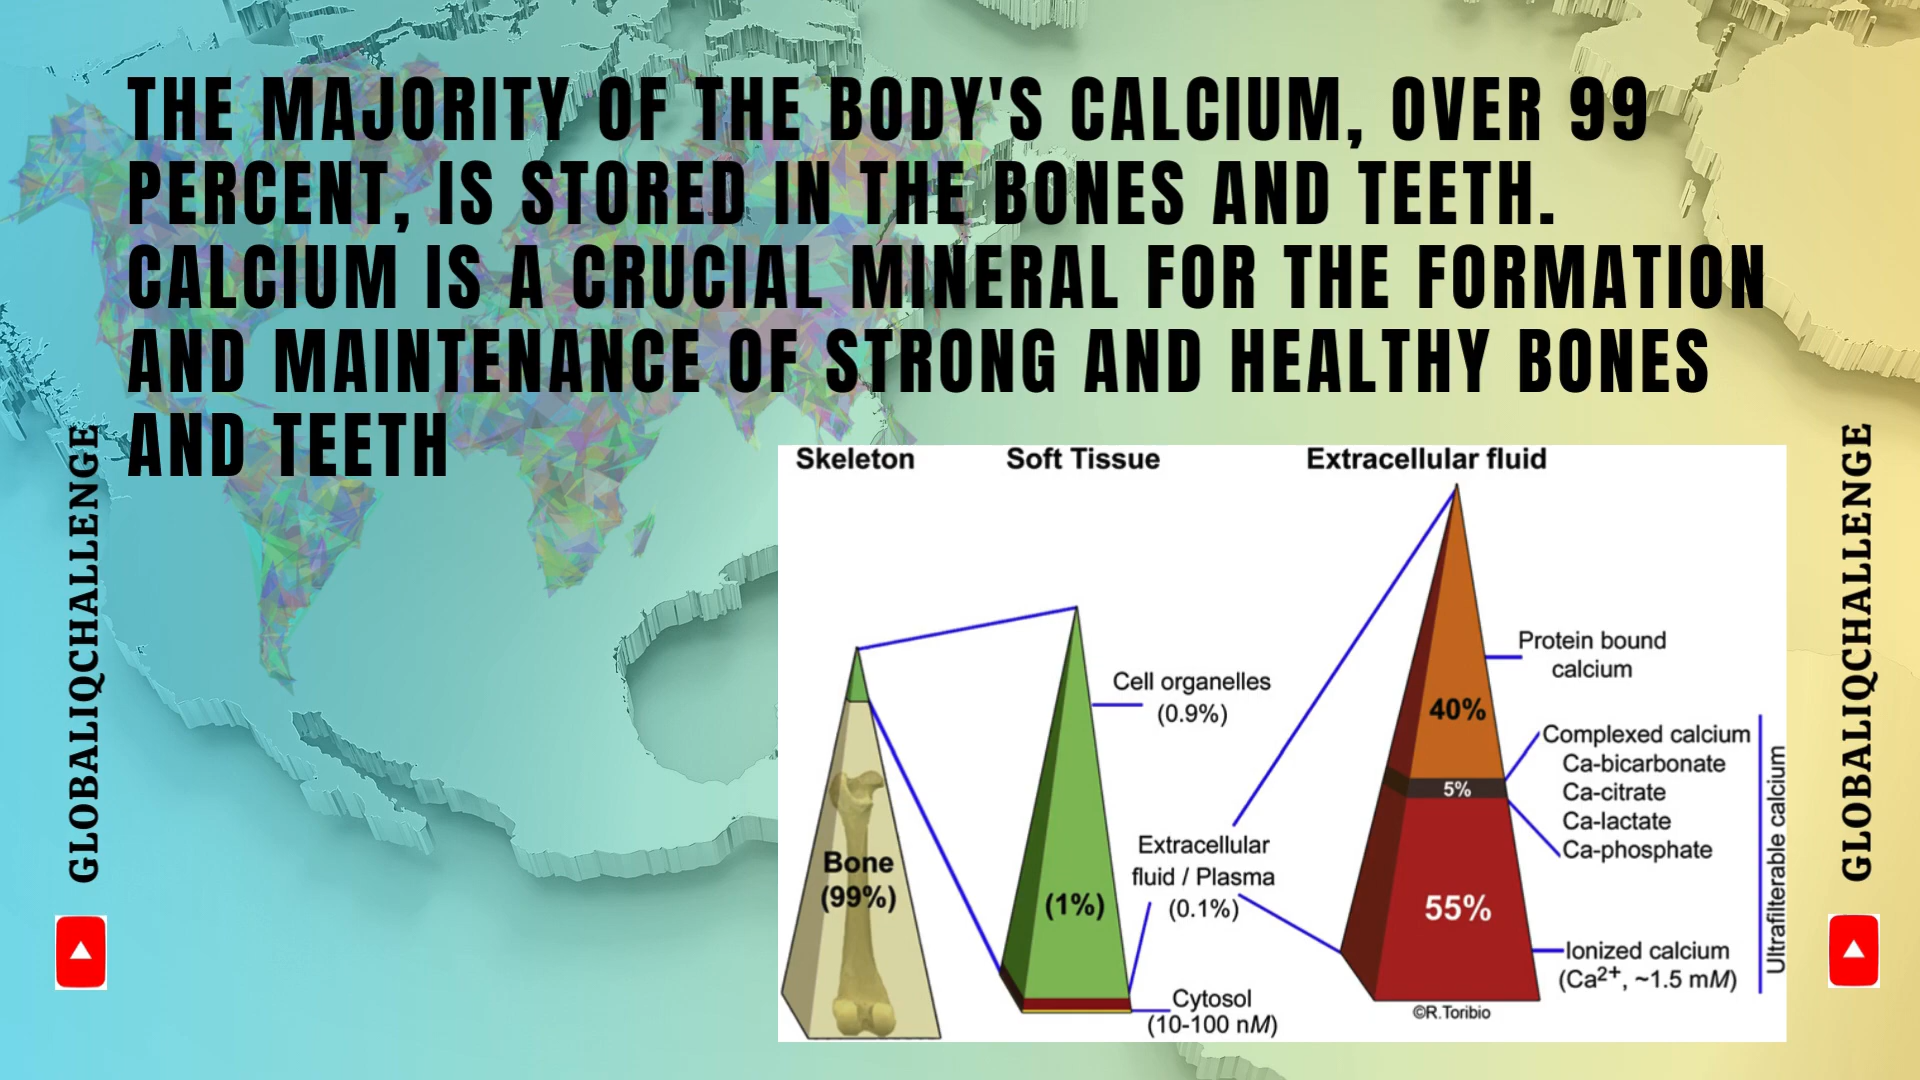 THE MAJORITY OF THE BODY'S CALCIUM, OVER 99
PERCENT, IS STORED IN THE BONES AND TEETH.
CALCIUM IS A CRUCIAL MINERAL FOR THE FORMATION
AND MAINTENANCE OF STRONG AND HEALTHY BONES
AND TEETH
GLOBALIQCHALLENGE
Skeleton
Soft Tissue
Extracellular fluid
Bone
(99%)
Cell organelles
(0.9%)
(1%)
Extracellular
fluid / Plasma
(0.1%)
Cytosol
(10-100 nM)
Protein bound
calcium
40%
Complexed calcium
Ca-bicarbonate
Ca-citrate
Ca-lactate
Ca-phosphate
5%
55%
Ionized calcium
(Ca²⁺, ~1.5 mM)
Ultrafilterable calcium
©R.Toribio
GLOBALIQCHALLENGE